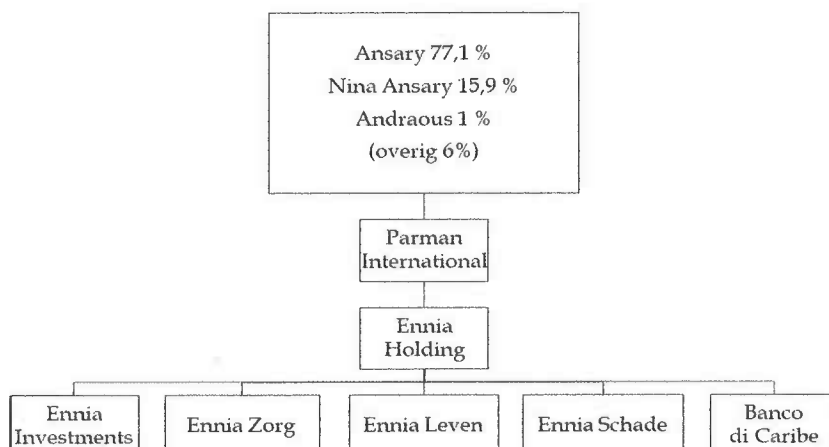 Ansary 77,1 %
Nina Ansary 15,9 %
Andraous 1 %
(overig 6%)
Parman
International
Ennia
Holding
Ennia
Investments
Ennia Zorg
Ennia Leven
Ennia Schade
Banco
di Caribe